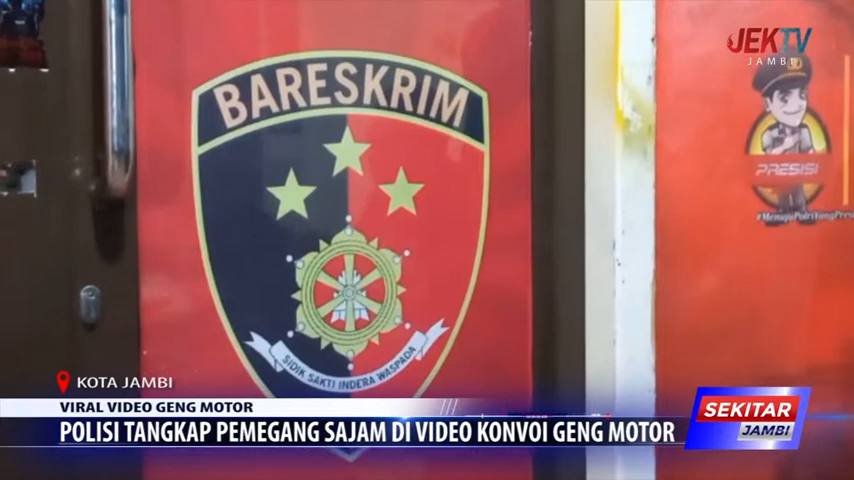 JEKTV
JAMBI
BARESKRIM
PRESISI
SIDIK SAKTI INDERA WASPADA
KOTA JAMBI
VIRAL VIDEO GENG MOTOR
POLISI TANGKAP PEMEGANG SAJAM DI VIDEO KONVOI GENG MOTOR
SEKITAR
JAMBI